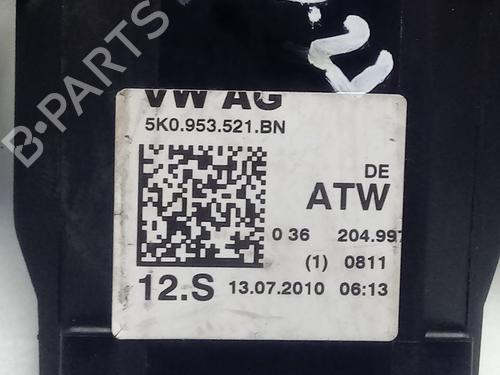 B-PARTS
VW AG
5K0.953.521.BN
DE
ATW
0 36 204.997
(1) 0811
12.S 13.07.2010 06:13